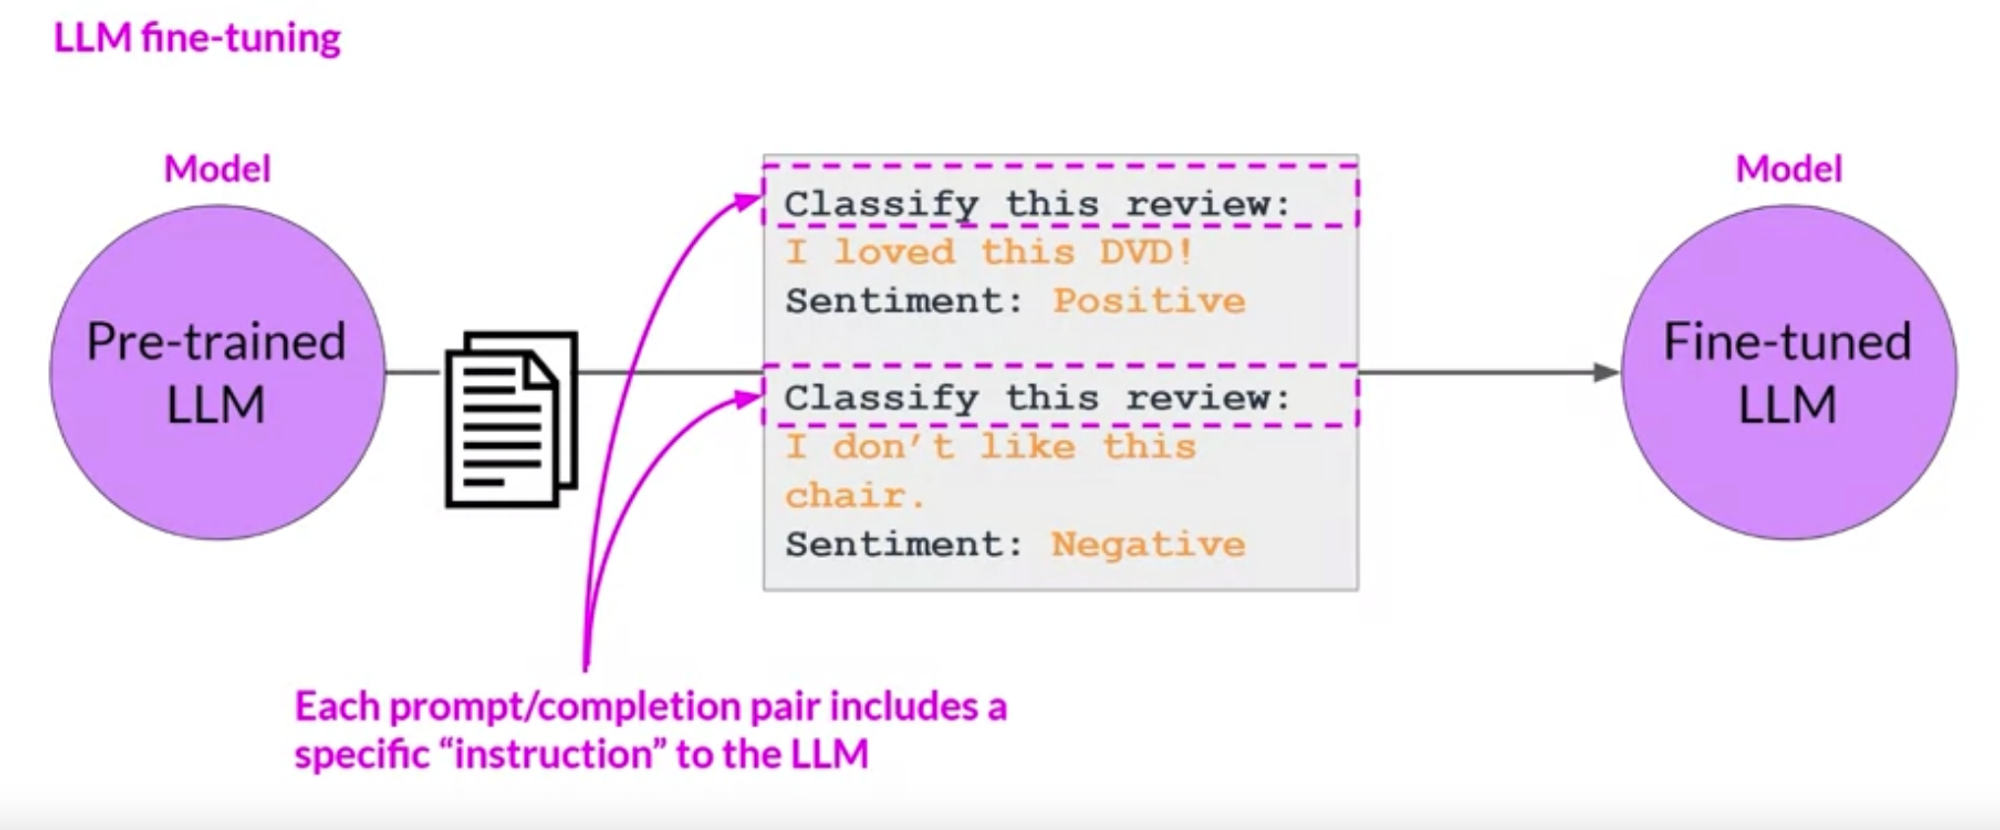 LLM fine-tuning
Model
Pre-trained
LLM
Classify this review:
I loved this DVD!
Sentiment: Positive
Classify this review:
I don’t like this
chair.
Sentiment: Negative
Model
Fine-tuned
LLM
Each prompt/completion pair includes a
specific “instruction” to the LLM